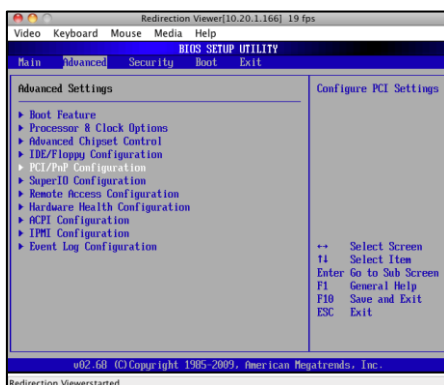 Redirection Viewer[10.20.1.166] 19 fps
Video Keyboard Mouse Media Help
BIOS SETUP UTILITY
Main Advanced Security Boot Exit
Advanced Settings
▶ Boot Feature
▶ Processor & Clock Options
▶ Advanced Chipset Control
▶ IDE/Floppy Configuration
▶ PCI/PnP Configuration
▶ SuperIO Configuration
▶ Remote Access Configuration
▶ Hardware Health Configuration
▶ ACPI Configuration
▶ IPMI Configuration
▶ Event Log Configuration
Configure PCI Settings
↔ Select Screen
↑↓ Select Item
Enter Go to Sub Screen
F1 General Help
F10 Save and Exit
ESC Exit
v02.68 (C)Copyright 1985-2009, American Megatrends, Inc.
Redirection Viewerstarted